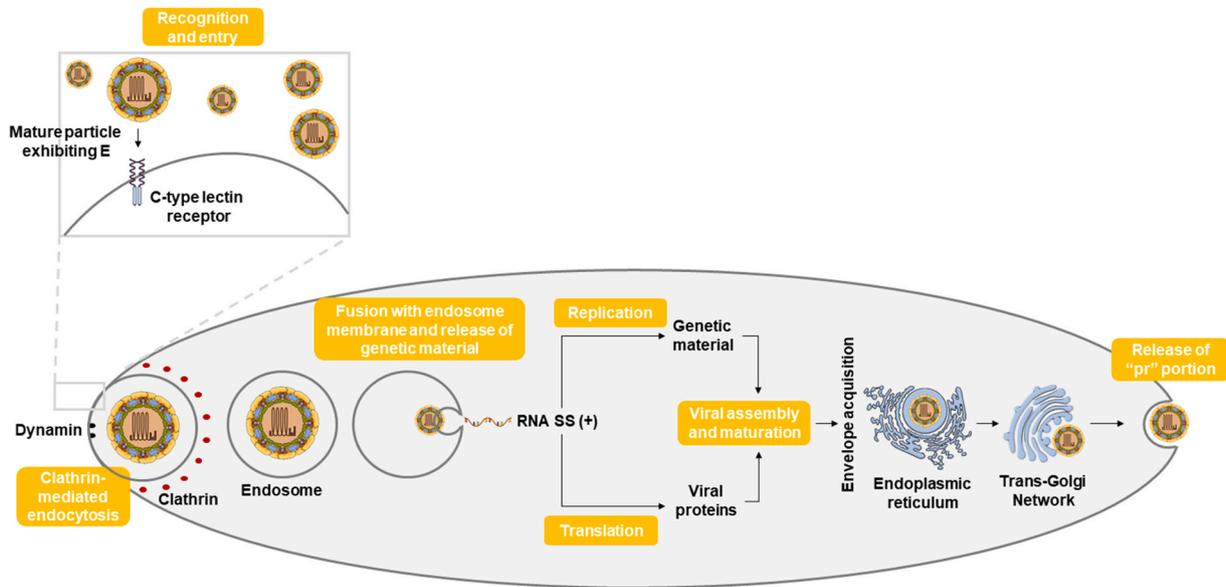 Recognition
and entry
Mature particle
exhibiting E
C-type lectin
receptor
Fusion with endosome
membrane and release of
genetic material
Replication
Genetic
material
Release of
“pr” portion
Dynamin
RNA SS (+)
Viral assembly
and maturation
Envelope acquisition
Clathrin-
mediated
endocytosis
Clathrin
Endosome
Viral
proteins
Translation
Endoplasmic
reticulum
Trans-Golgi
Network